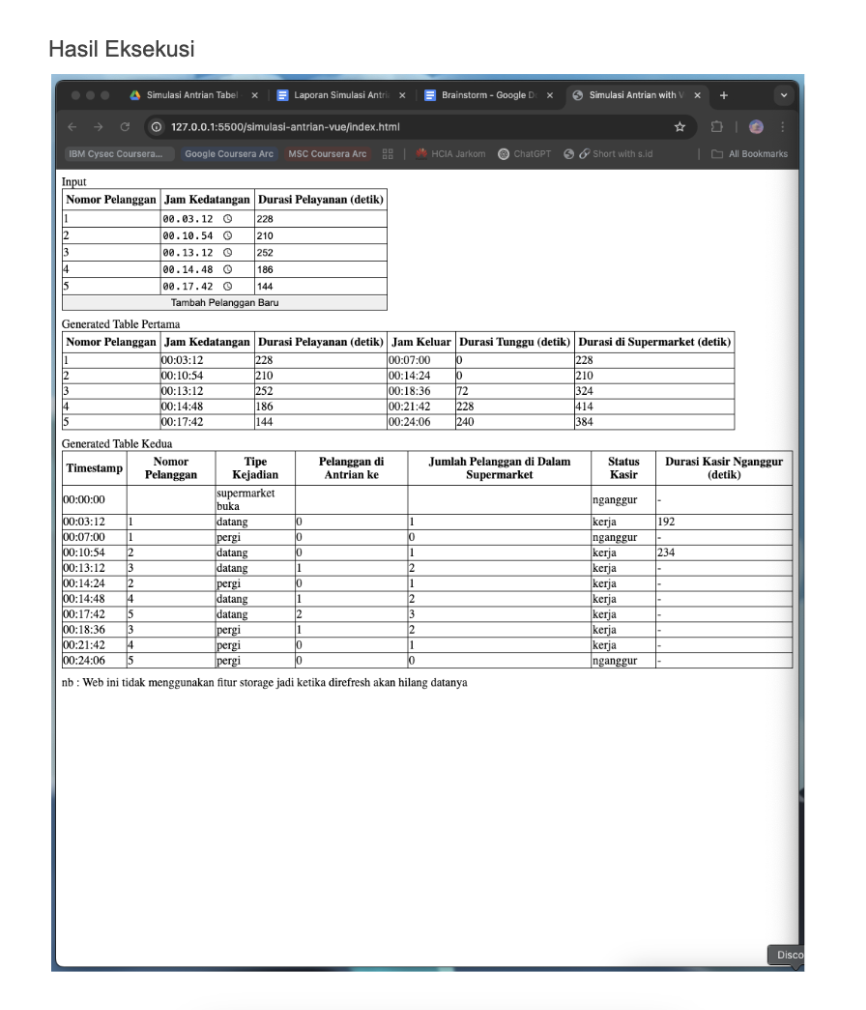 Hasil Eksekusi
Simulasi Antrian Tabel Laporan Simulasi Antri Brainstorm - Google D Simulasi Antrian with V
127.0.0.1:5500/simulasi-antrian-vue/index.html
IBM Cysec Coursera... Google Coursera Arc MSC Coursera Arc HCIA Jarkom ChatGPT Short with s.id All Bookmarks
Input
Nomor Pelanggan Jam Kedatangan Durasi Pelayanan (detik)
1 00.03.12 228
2 00.10.54 210
3 00.13.12 252
4 00.14.48 186
5 00.17.42 144
Tambah Pelanggan Baru
Generated Table Pertama
Nomor Pelanggan Jam Kedatangan Durasi Pelayanan (detik) Jam Keluar Durasi Tunggu (detik) Durasi di Supermarket (detik)
1 00:03:12 228 00:07:00 0 228
2 00:10:54 210 00:14:24 0 210
3 00:13:12 252 00:18:36 72 324
4 00:14:48 186 00:21:42 228 414
5 00:17:42 144 00:24:06 240 384
Generated Table Kedua
Timestamp Nomor Pelanggan Tipe Kejadian Pelanggan di Antrian ke Jumlah Pelanggan di Dalam Supermarket Status Kasir Durasi Kasir Nganggur (detik)
00:00:00 supermarket buka nganggur -
00:03:12 1 datang 0 1 kerja 192
00:07:00 1 pergi 0 0 nganggur -
00:10:54 2 datang 0 1 kerja 234
00:13:12 3 datang 1 2 kerja -
00:14:24 2 pergi 0 1 kerja -
00:14:48 4 datang 1 2 kerja -
00:17:42 5 datang 2 3 kerja -
00:18:36 3 pergi 1 2 kerja -
00:21:42 4 pergi 0 1 kerja -
00:24:06 5 pergi 0 0 nganggur -
nb : Web ini tidak menggunakan fitur storage jadi ketika direfresh akan hilang datanya
Disco